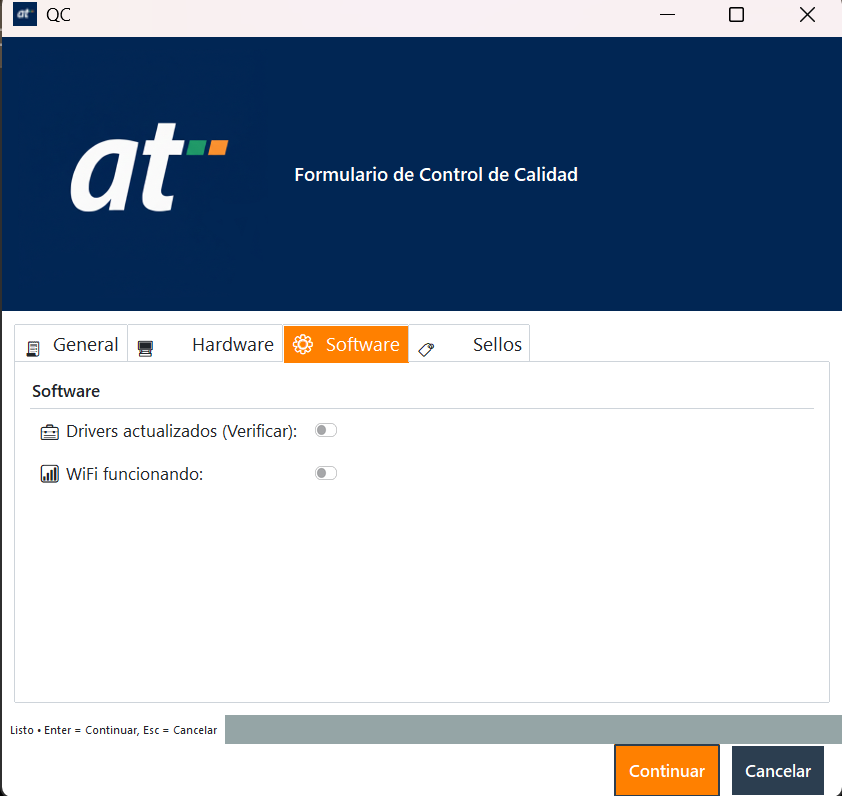 at QC
at
Formulario de Control de Calidad
General Hardware Software Sellos
Software
Drivers actualizados (Verificar):
WiFi funcionando:
Listo • Enter = Continuar, Esc = Cancelar
Continuar Cancelar